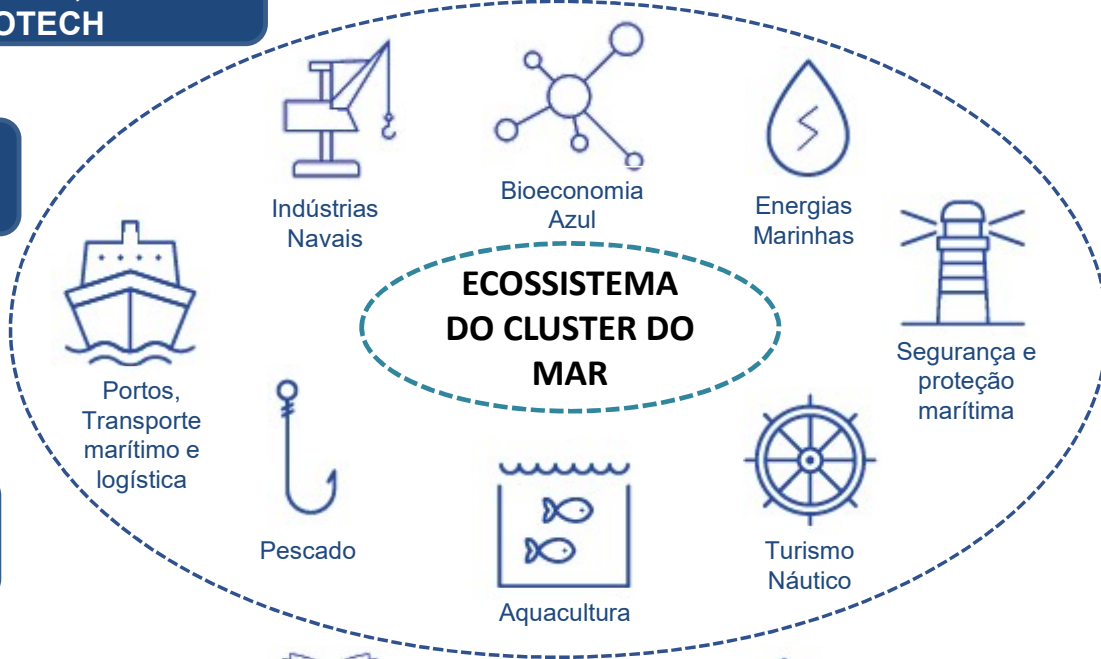 Indústrias
Navais
Bioeconomia
Azul
Energias
Marinhas
ECOSSISTEMA
DO CLUSTER DO
MAR
Segurança e
proteção
marítima
Portos,
Transporte
marítimo e
logística
Pescado
Aquacultura
Turismo
Náutico